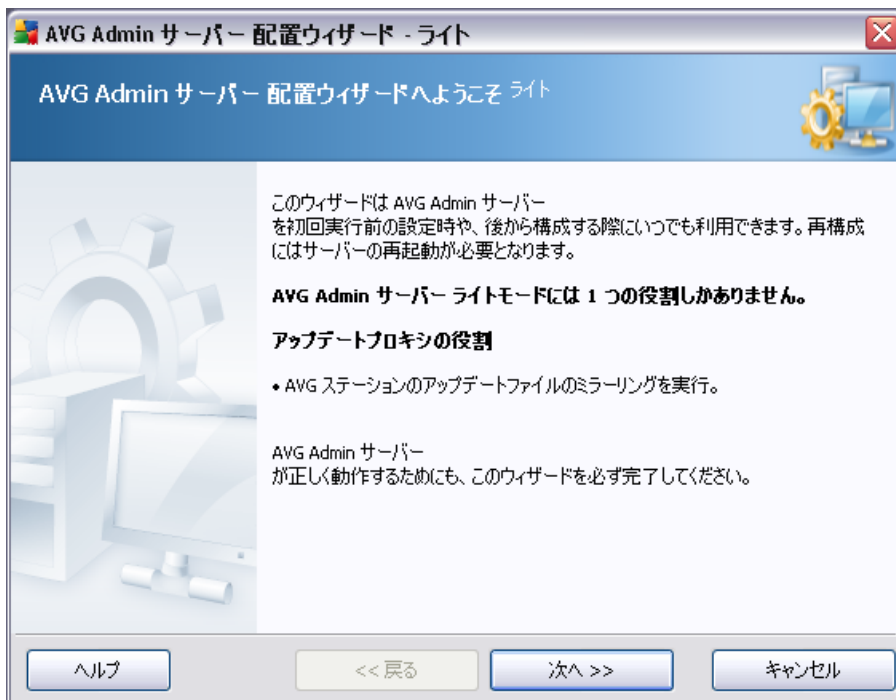 AVG Admin サーバー 配置ウィザード - ライト
AVG Admin サーバー 配置ウィザードへようこそ ライト
このウィザードは AVG Admin サーバー
を初回実行前の設定時や、後から構成する際にいつでも利用できます。再構成
にはサーバーの再起動が必要となります。
AVG Admin サーバー ライトモードには 1 つの役割しかありません。
アップデートプロキシの役割
• AVG ステーションのアップデートファイルのミラーリングを実行。
AVG Admin サーバー
が正しく動作するためにも、このウィザードを必ず完了してください。
ヘルプ
<< 戻る
次へ >>
キャンセル